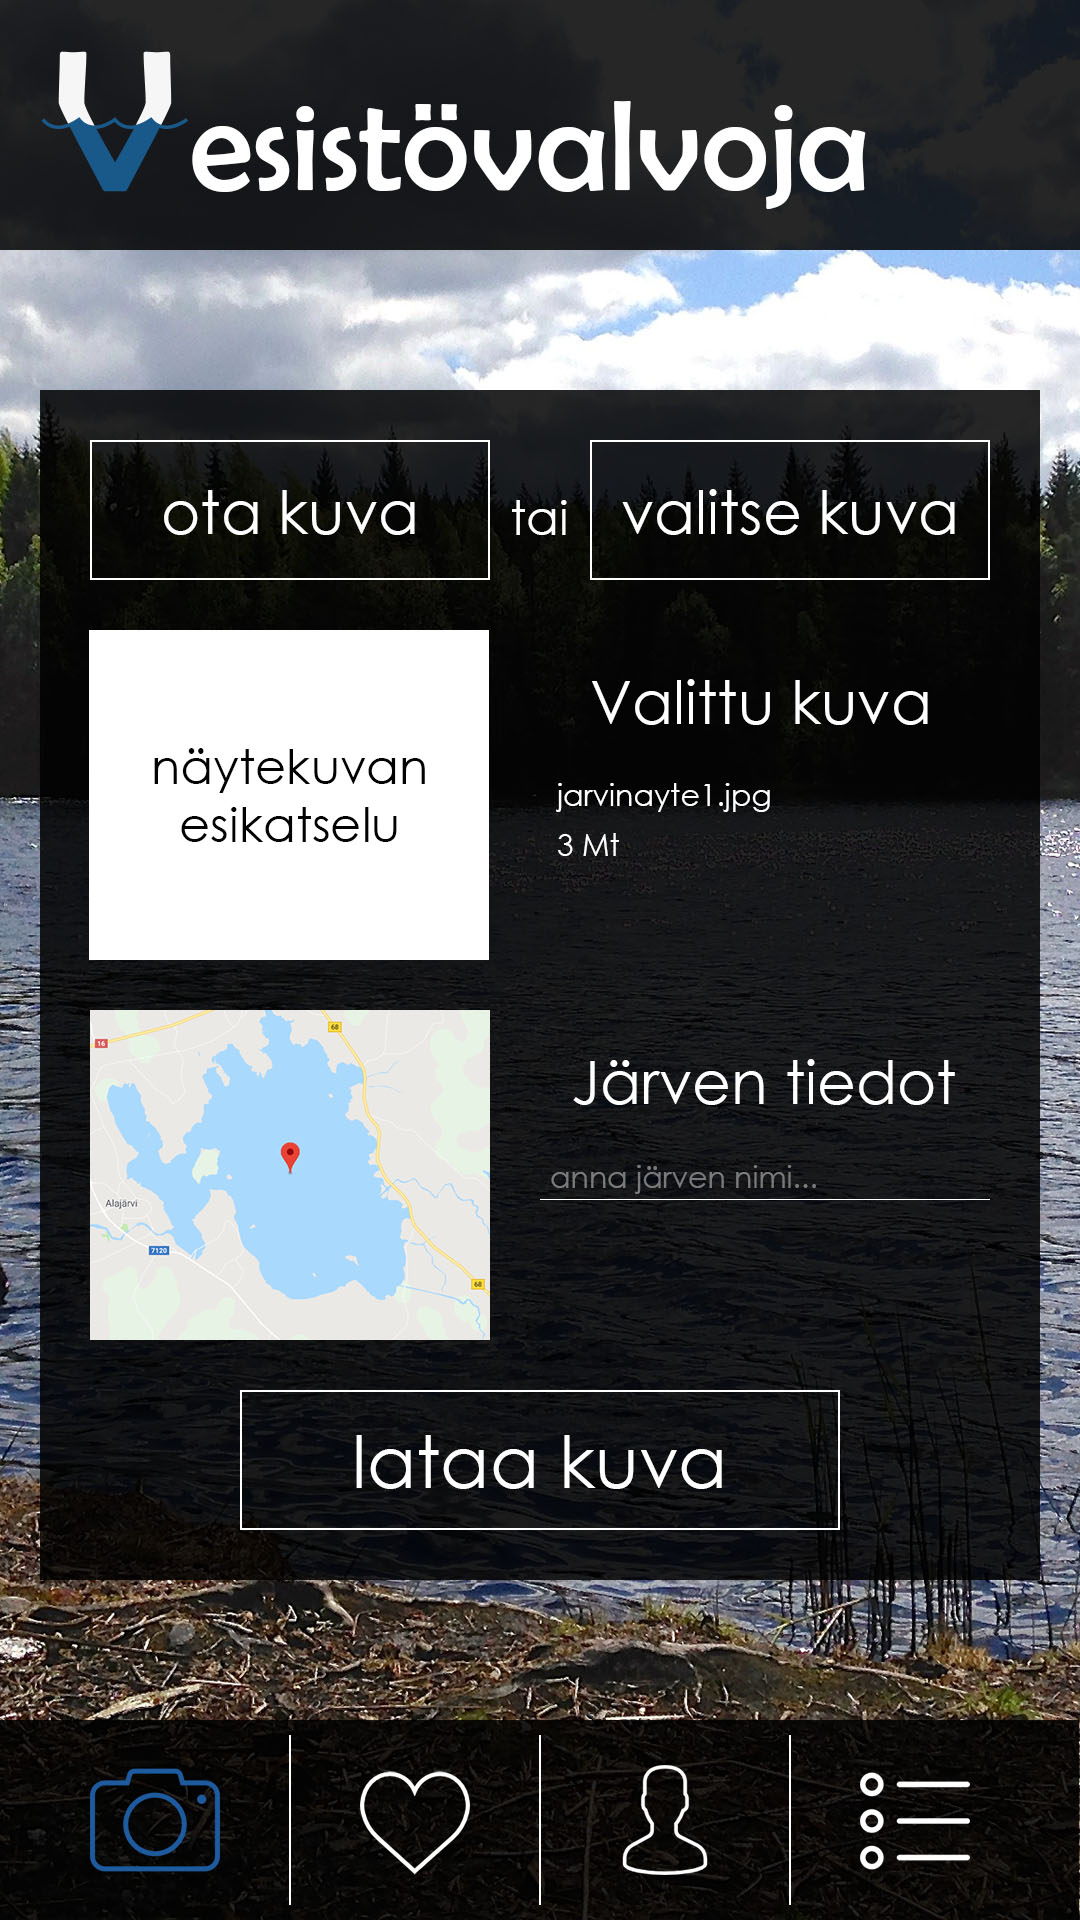 Vesistövalvoja
ota kuva
tai
valitse kuva
näytekuvan
esikatselu
Valittu kuva
jarvinayte1.jpg
3 Mt
68
16
Alajärvi
7120
68
Järven tiedot
anna järven nimi...
lataa kuva